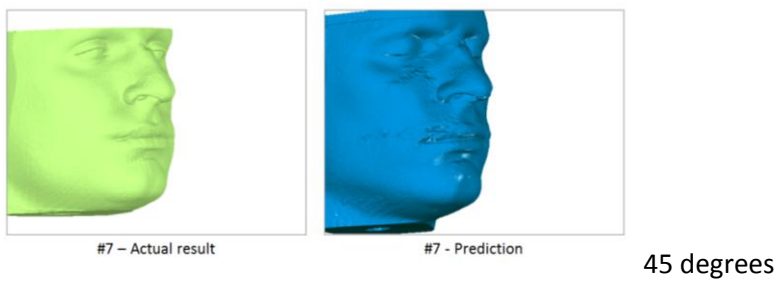 #7 – Actual result
#7 - Prediction
45 degrees